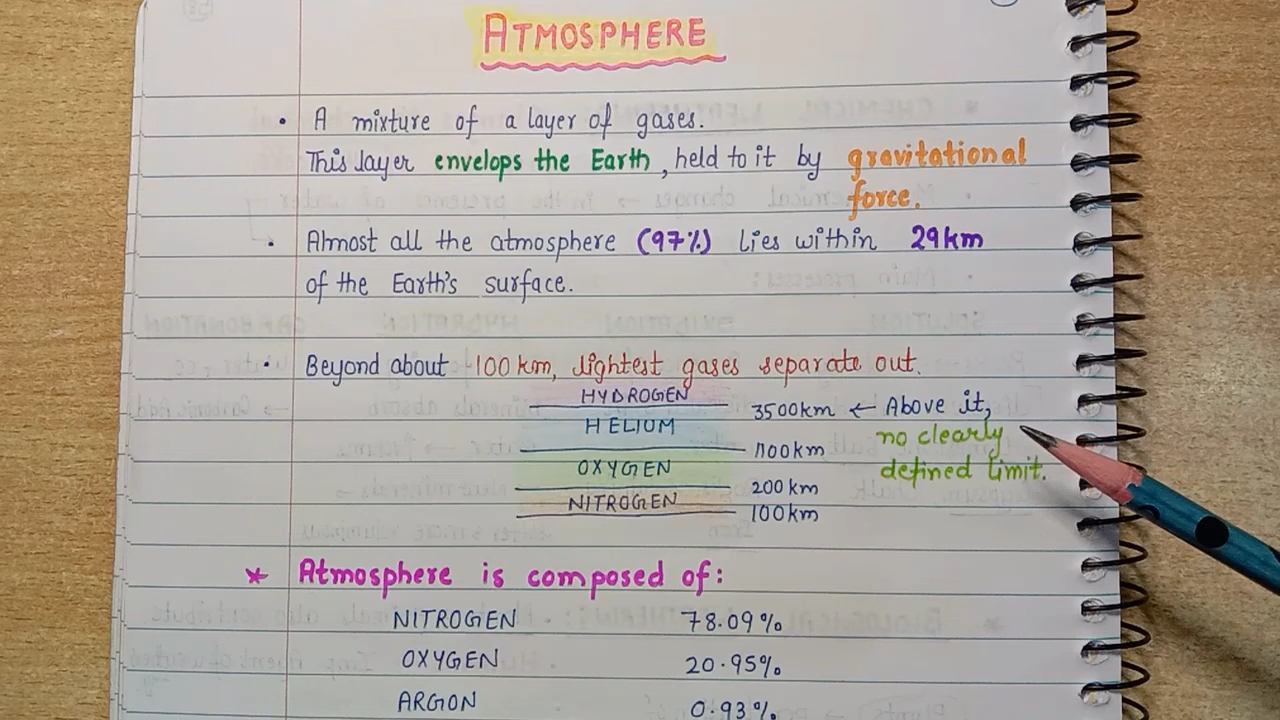 ATMOSPHERE
• A mixture of a layer of gases.
This layer envelops the Earth, held to it by gravitational
force.
• Almost all the atmosphere (97%) lies within 29km
of the Earth's surface.
• Beyond about 100 km, lightest gases separate out.
HYDROGEN
3500km ← Above it,
HELIUM
no clearly
1100km
OXYGEN
defined limit.
200 km
NITROGEN
100km
* Atmosphere is composed of:
NITROGEN 78.09%
OXYGEN 20.95%
ARGON 0.93%